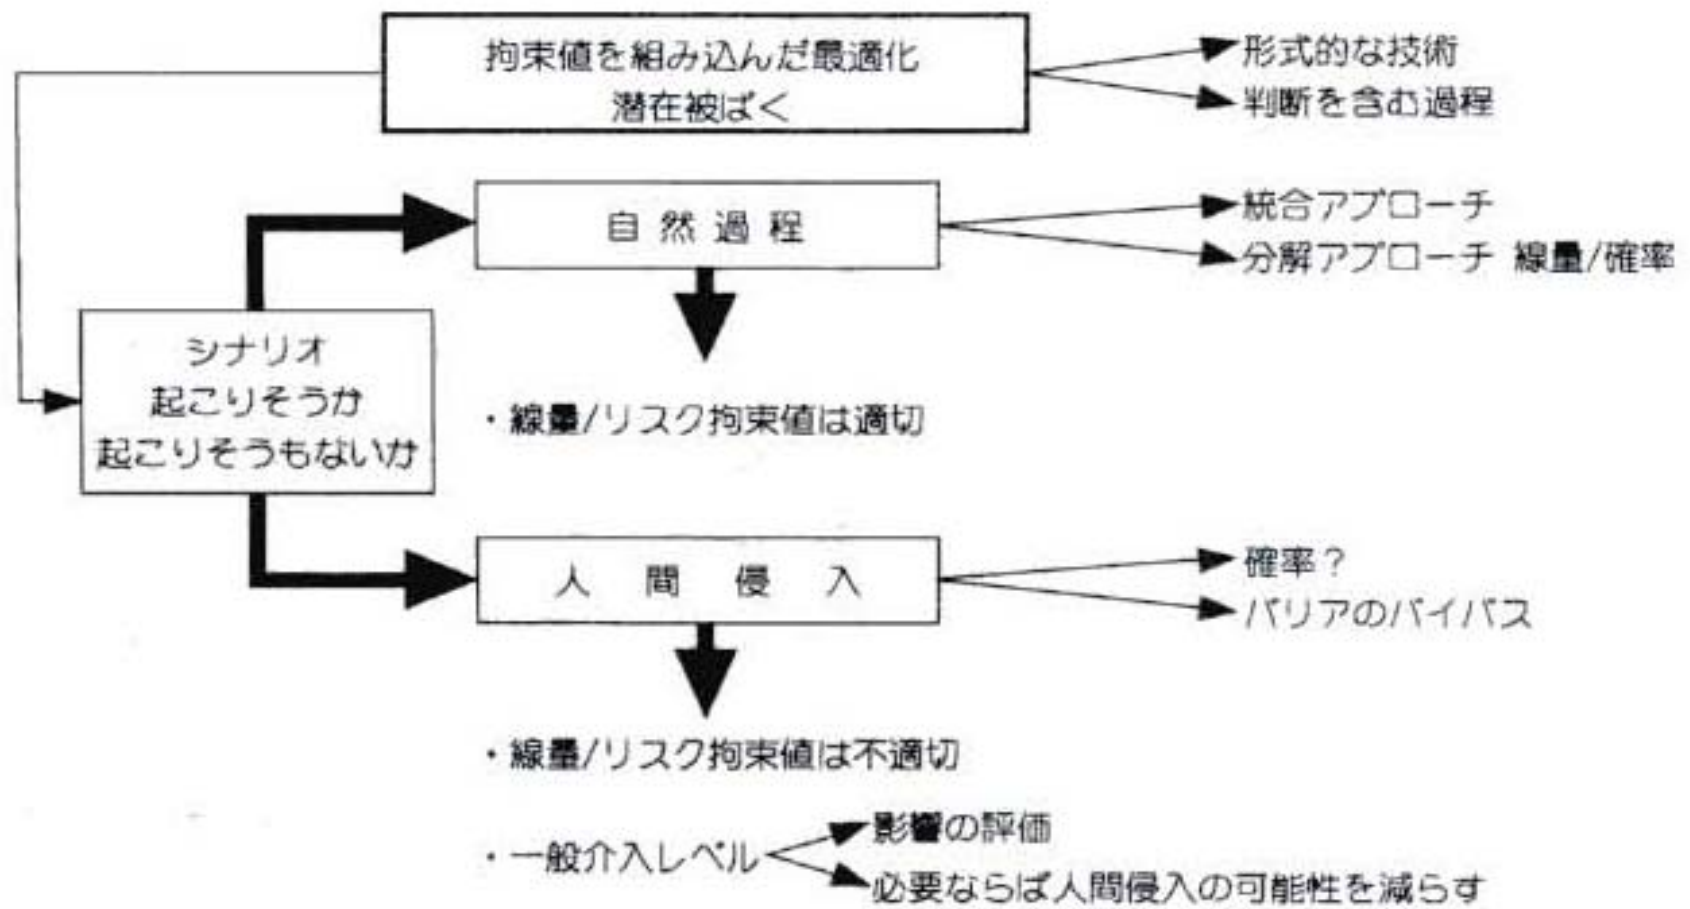 拘束値を組み込んだ最適化
潜在被ばく
形式的な技術
判断を含む過程
自然過程
統合アプローチ
分解アプローチ 線量/確率
シナリオ
起こりそうか
起こりそうもないか
・線量/リスク拘束値は適切
人間侵入
確率？
バリアのバイパス
・線量/リスク拘束値は不適切
・一般介入レベル
影響の評価
必要ならば人間侵入の可能性を減らす